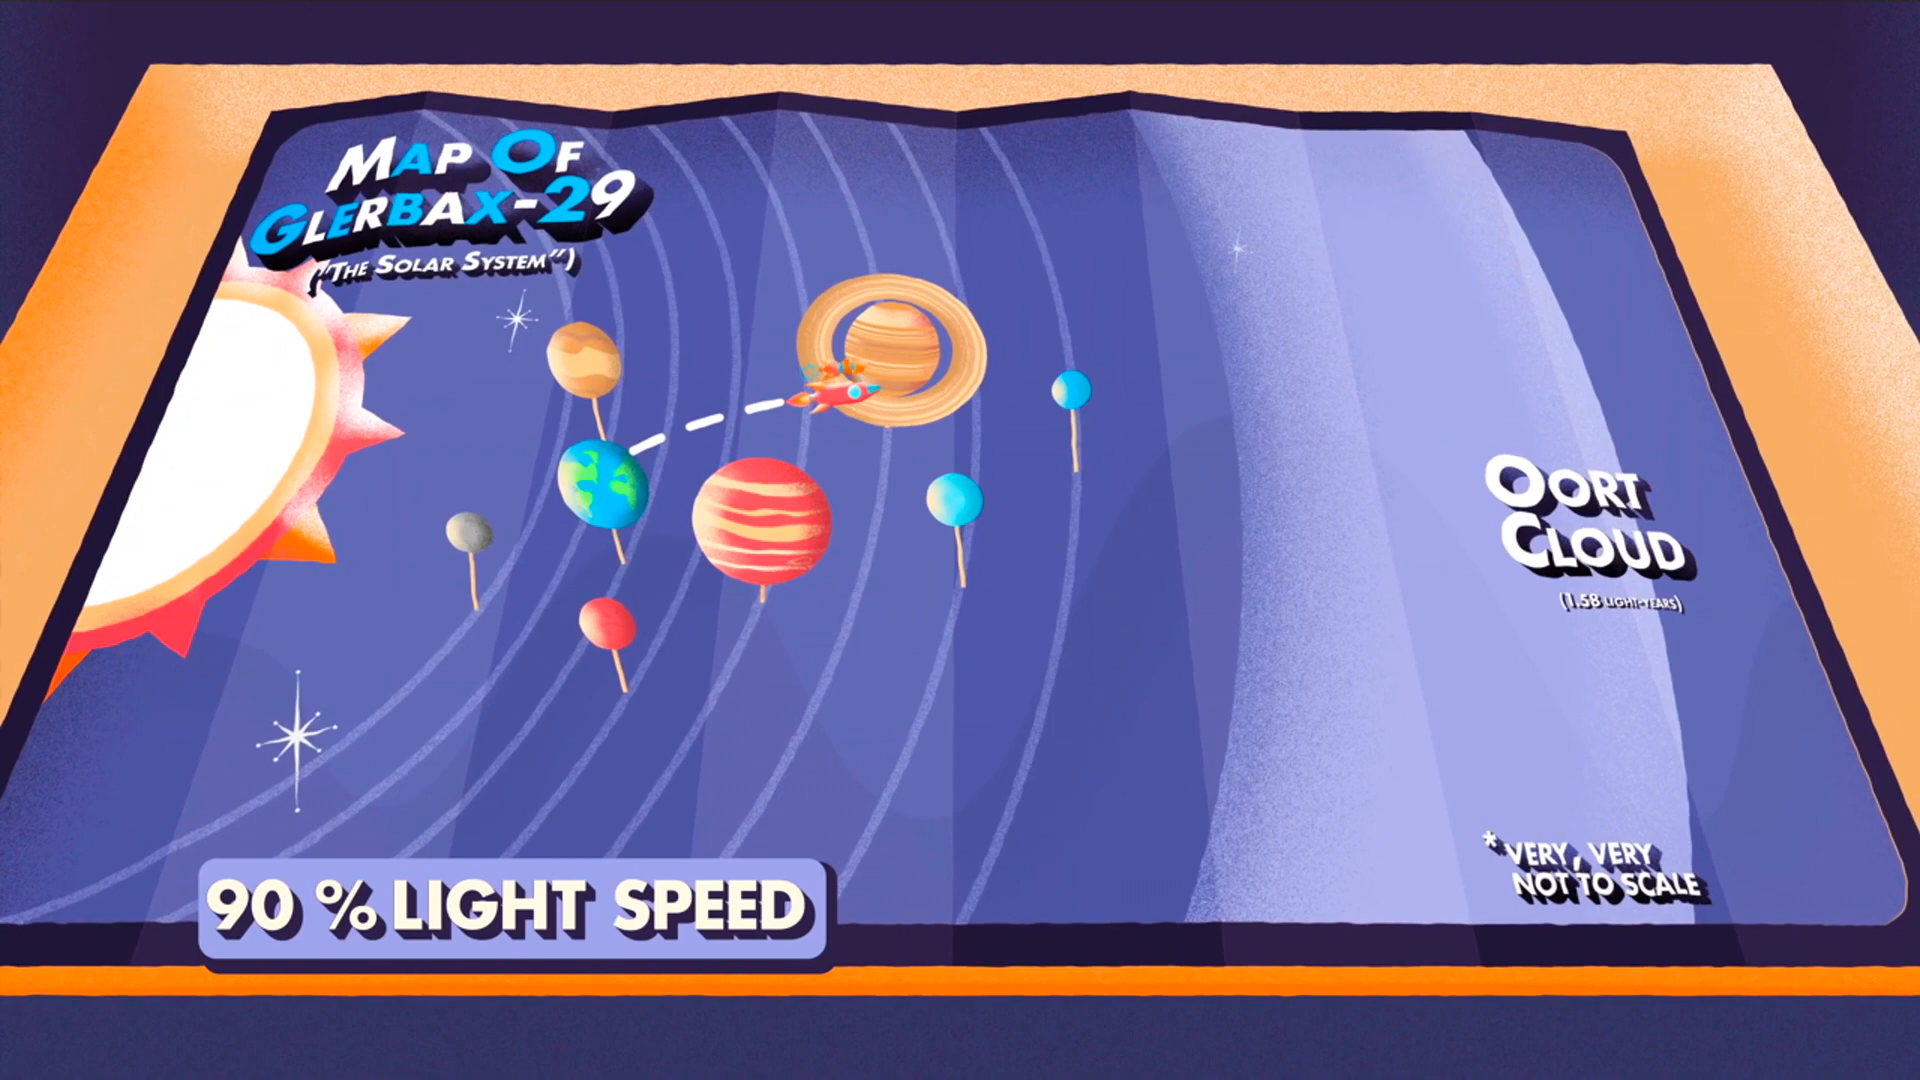 MAP OF
GLERBAX-29
("THE SOLAR SYSTEM")
OORT
CLOUD
(1.58 LIGHT-YEARS)
* VERY, VERY
NOT TO SCALE
90 % LIGHT SPEED